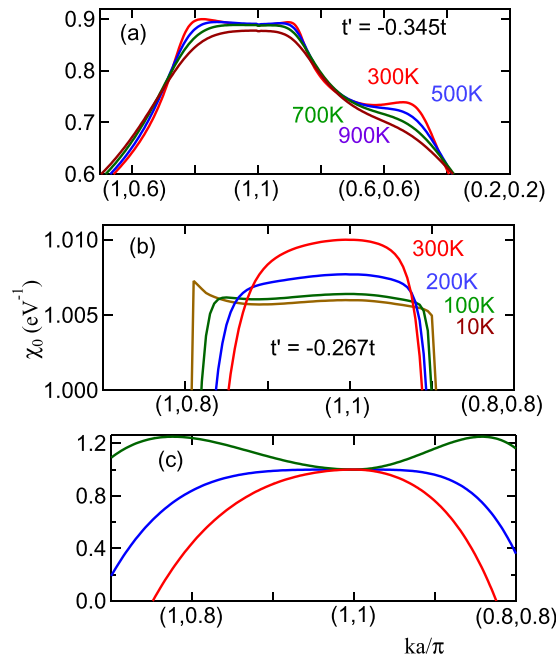 (a)
t' = -0.345t
0.9
300K
500K
0.8
700K
900K
0.7
0.6
(1,0.6)
(1,1)
(0.6,0.6)
(0.2,0.2)
(b)
1.010
300K
200K
χ₀ (eV⁻¹)
1.005
100K
10K
t' = -0.267t
1.000
(1,0.8)
(1,1)
(0.8,0.8)
(c)
1.2
0.8
0.4
0.0
(1,0.8)
(1,1)
(0.8,0.8)
ka/π